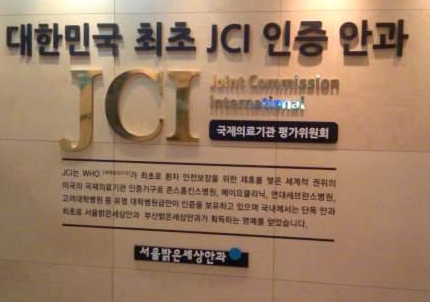 대한민국 최초 JCI 인증 안과
JCI
Joint Commission
International
국제의료기관 평가위원회
JCI는 WHO 가 최초로 환자 안전보장을 위한 제휴를 맺은 세계적 권위의
미국의 국제의료기관 인증기구로 존스홉킨스병원, 메이요클리닉, 연대세브란스병원,
고려대학병원 등 유명 대학병원급만이 인증을 보유하고 있으며 국내에서는 단독 안과
최초로 서울밝은세상안과 부산밝은세상안과가 획득하는 명예를 얻었습니다.
서울밝은세상안과